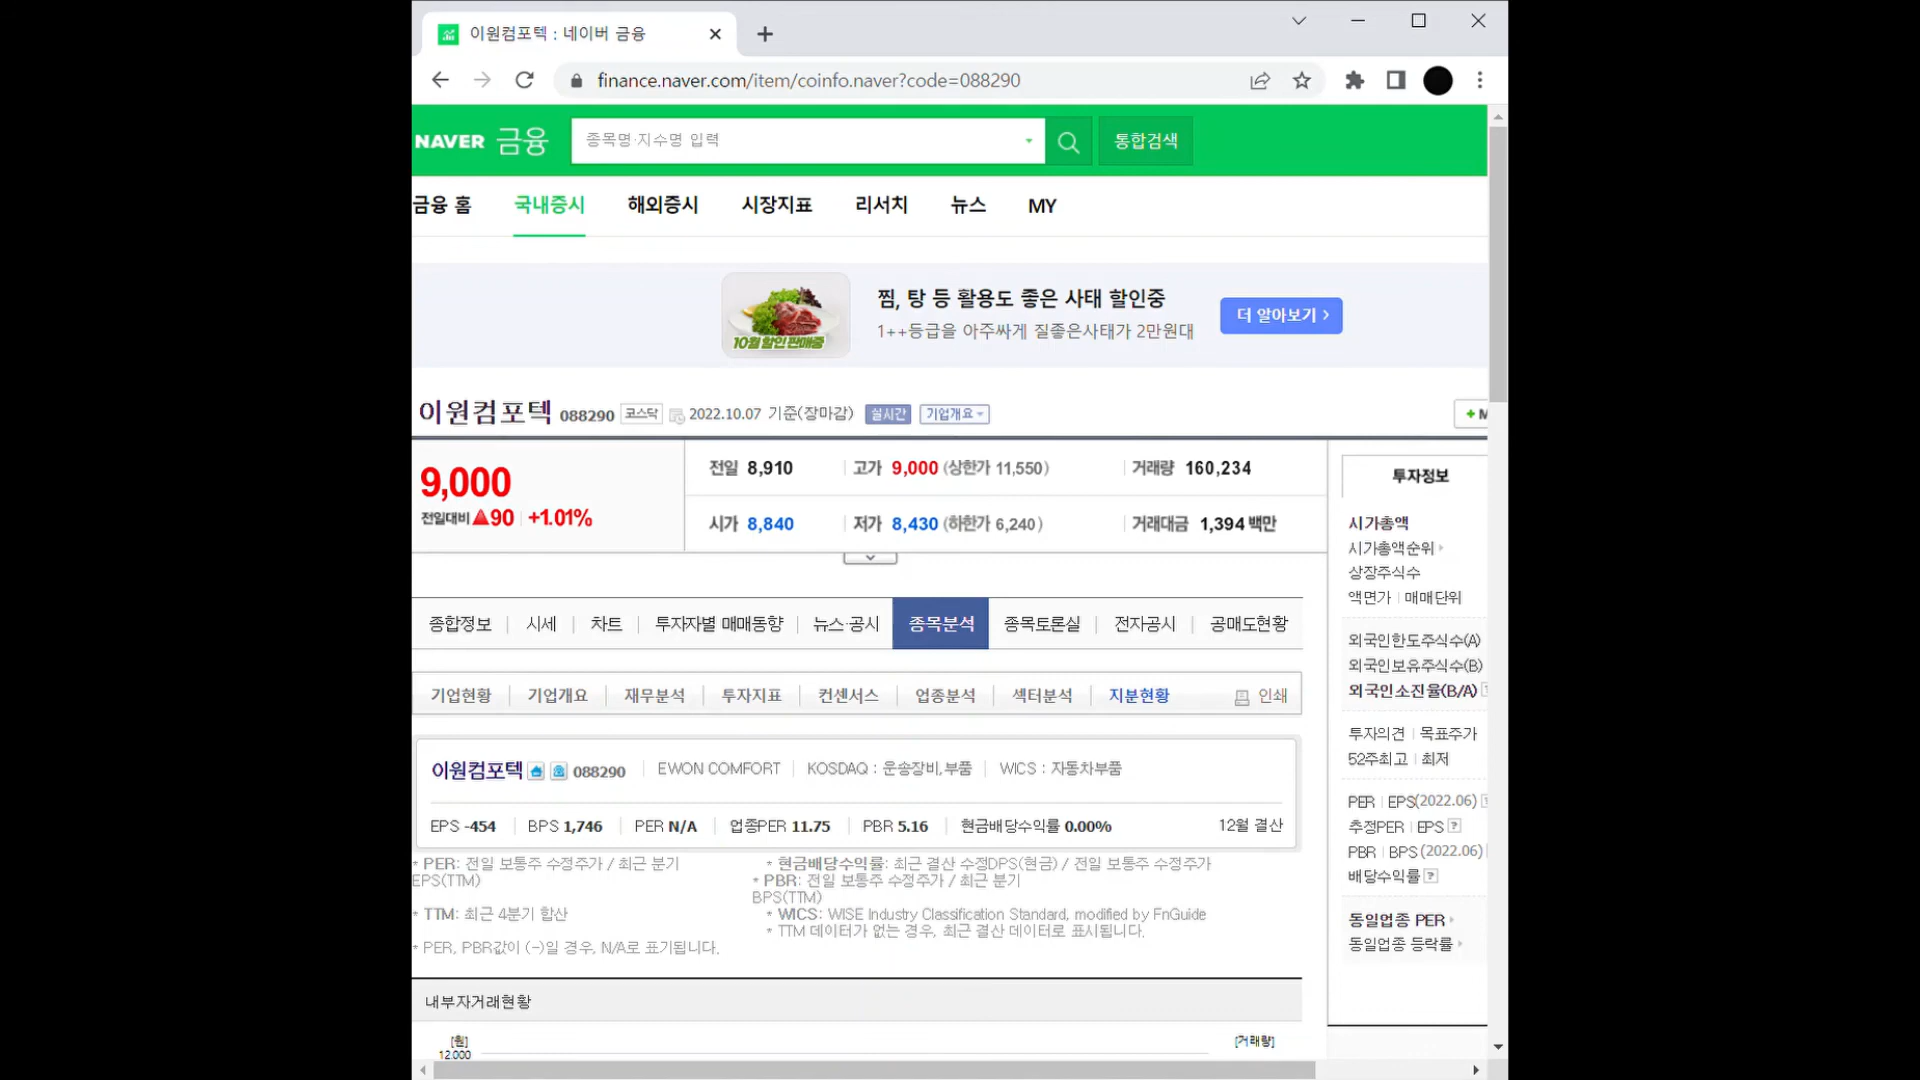 이원컴포텍 : 네이버 금융
finance.naver.com/item/coinfo.naver?code=088290
NAVER 금융 종목명·지수명 입력 통합검색
금융 홈 국내증시 해외증시 시장지표 리서치 뉴스 MY
찜, 탕 등 활용도 좋은 사태 할인중
1++등급을 아주싸게 질좋은사태가 2만원대
10월 할인 판매중
더 알아보기 >
이원컴포텍 088290 코스닥 2022.10.07 기준(장마감) 실시간 기업개요
+ M
9,000
전일대비 ▲90 +1.01%
전일 8,910 고가 9,000 (상한가 11,550) 거래량 160,234
시가 8,840 저가 8,430 (하한가 6,240) 거래대금 1,394 백만
종합정보 시세 차트 투자자별 매매동향 뉴스·공시 종목분석 종목토론실 전자공시 공매도현황
기업현황 기업개요 재무분석 투자지표 컨센서스 업종분석 섹터분석 지분현황 인쇄
이원컴포텍 088290 EWON COMFORT KOSDAQ : 운송장비,부품 WICS : 자동차부품
EPS -454 BPS 1,746 PER N/A 업종PER 11.75 PBR 5.16 현금배당수익률 0.00% 12월 결산
* PER: 전일 보통주 수정주가 / 최근 분기
EPS(TTM)
* TTM: 최근 4분기 합산
* PER, PBR값이 (-)일 경우, N/A로 표기됩니다.
* 현금배당수익률: 최근 결산 수정DPS(현금) / 전일 보통주 수정주가
* PBR: 전일 보통주 수정주가 / 최근 분기
BPS(TTM)
* WICS: WISE Industry Classification Standard, modified by FnGuide
* TTM 데이터가 없는 경우, 최근 결산 데이터로 표시됩니다.
내부자거래현황
[원] [거래량]
12,000
투자정보
시가총액
시가총액순위
상장주식수
액면가 매매단위
외국인한도주식수(A)
외국인보유주식수(B)
외국인소진율(B/A) ?
투자의견 목표주가
52주최고 최저
PER EPS(2022.06) ?
추정PER EPS ?
PBR BPS (2022.06)
배당수익률 ?
동일업종 PER
동일업종 등락률